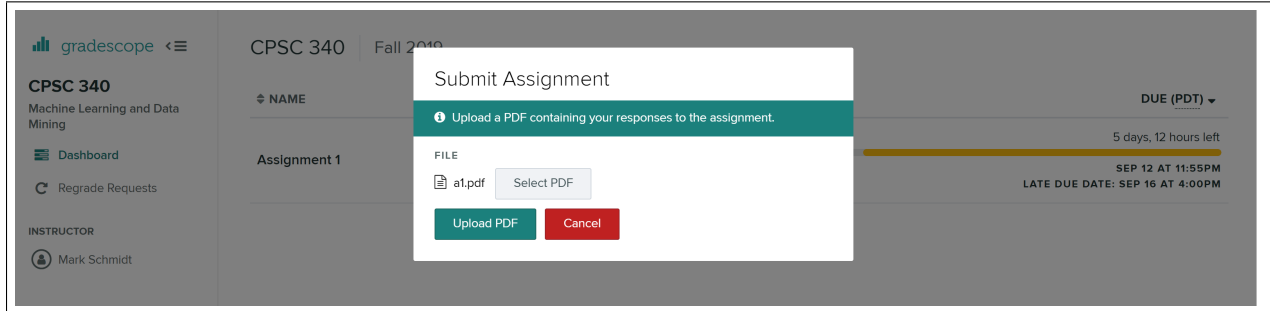 gradescope
CPSC 340
Machine Learning and Data
Mining
Dashboard
Regrade Requests
INSTRUCTOR
Mark Schmidt
CPSC 340 Fall 2019
NAME
DUE (PDT)
Assignment 1
5 days, 12 hours left
SEP 12 AT 11:55PM
LATE DUE DATE: SEP 16 AT 4:00PM
Submit Assignment
Upload a PDF containing your responses to the assignment.
FILE
a1.pdf Select PDF
Upload PDF Cancel